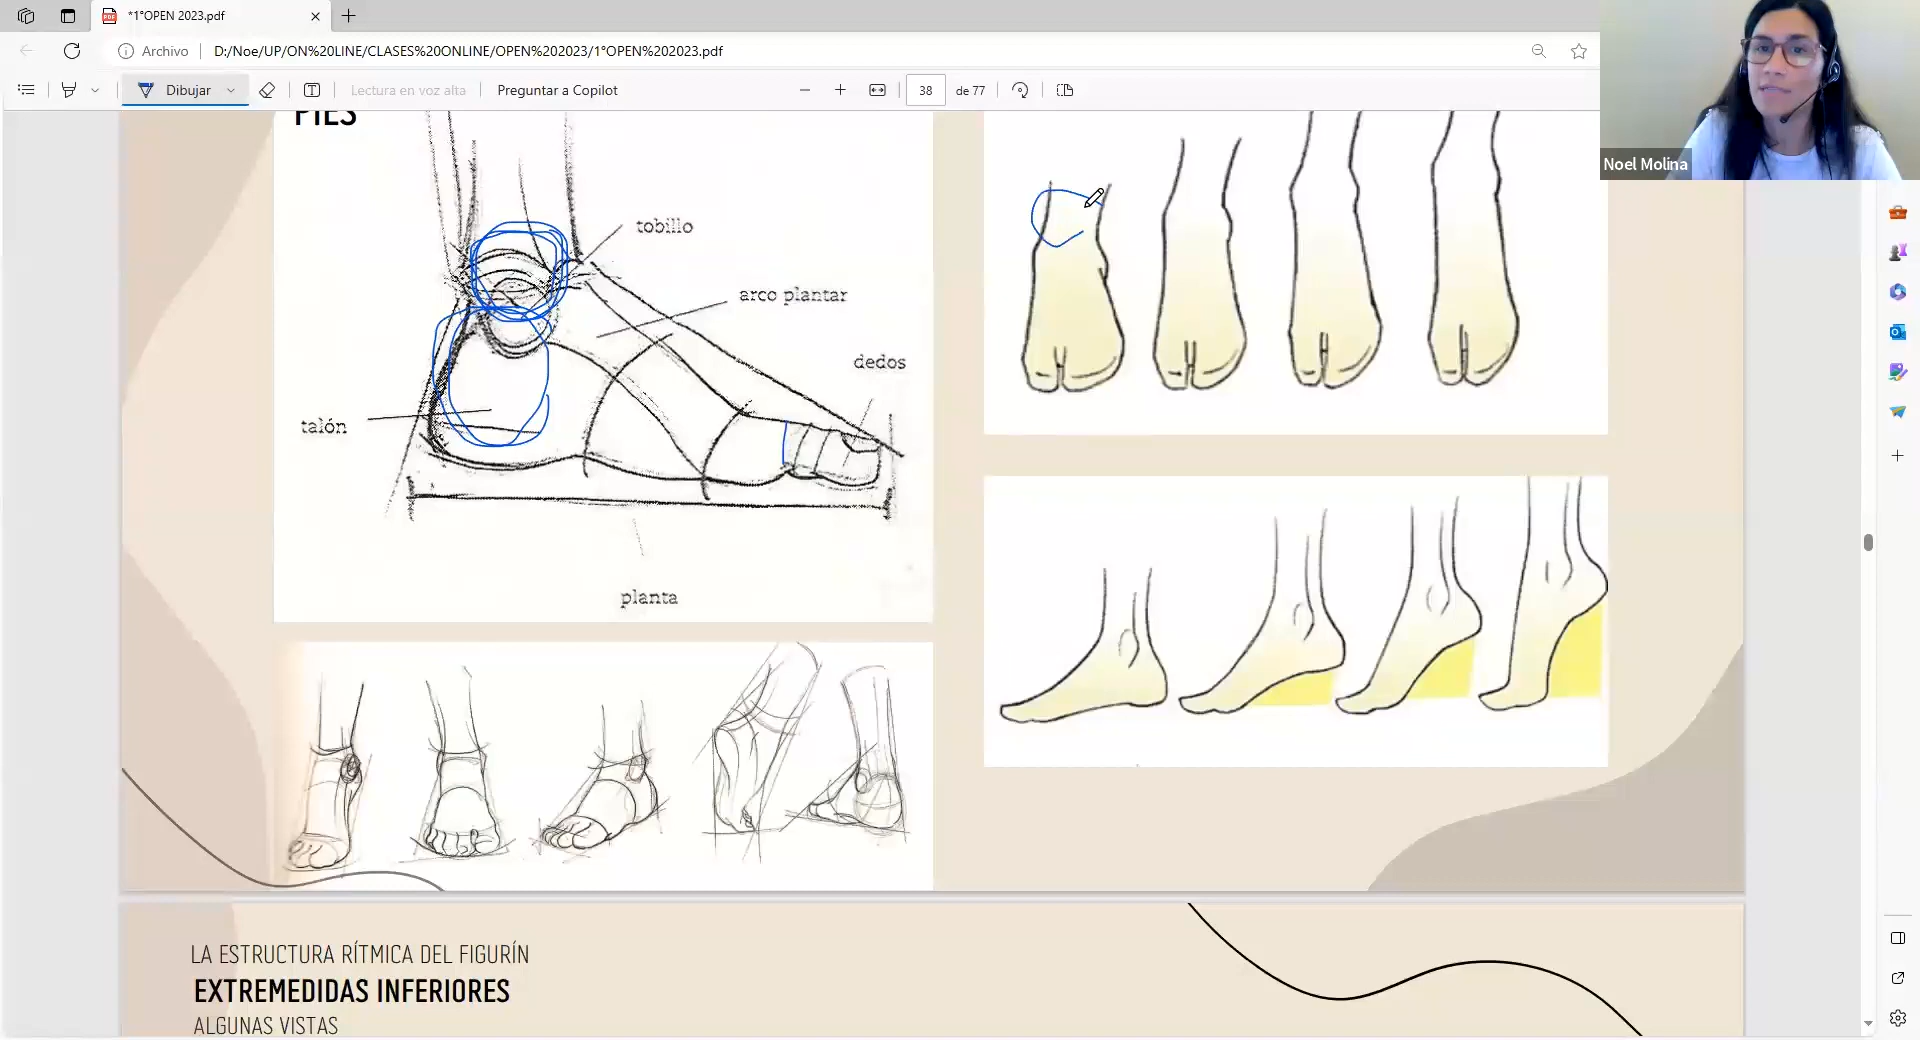 *1°OPEN 2023.pdf
Archivo
D:/Noe/UP/ON%20LINE/CLASES%20ONLINE/OPEN%202023/1°OPEN%202023.pdf
Dibujar
Lectura en voz alta
Preguntar a Copilot
38
de 77
Noel Molina
PIES
tobillo
arco plantar
dedos
talón
planta
LA ESTRUCTURA RÍTMICA DEL FIGURÍN
EXTREMEDIDAS INFERIORES
ALGUNAS VISTAS